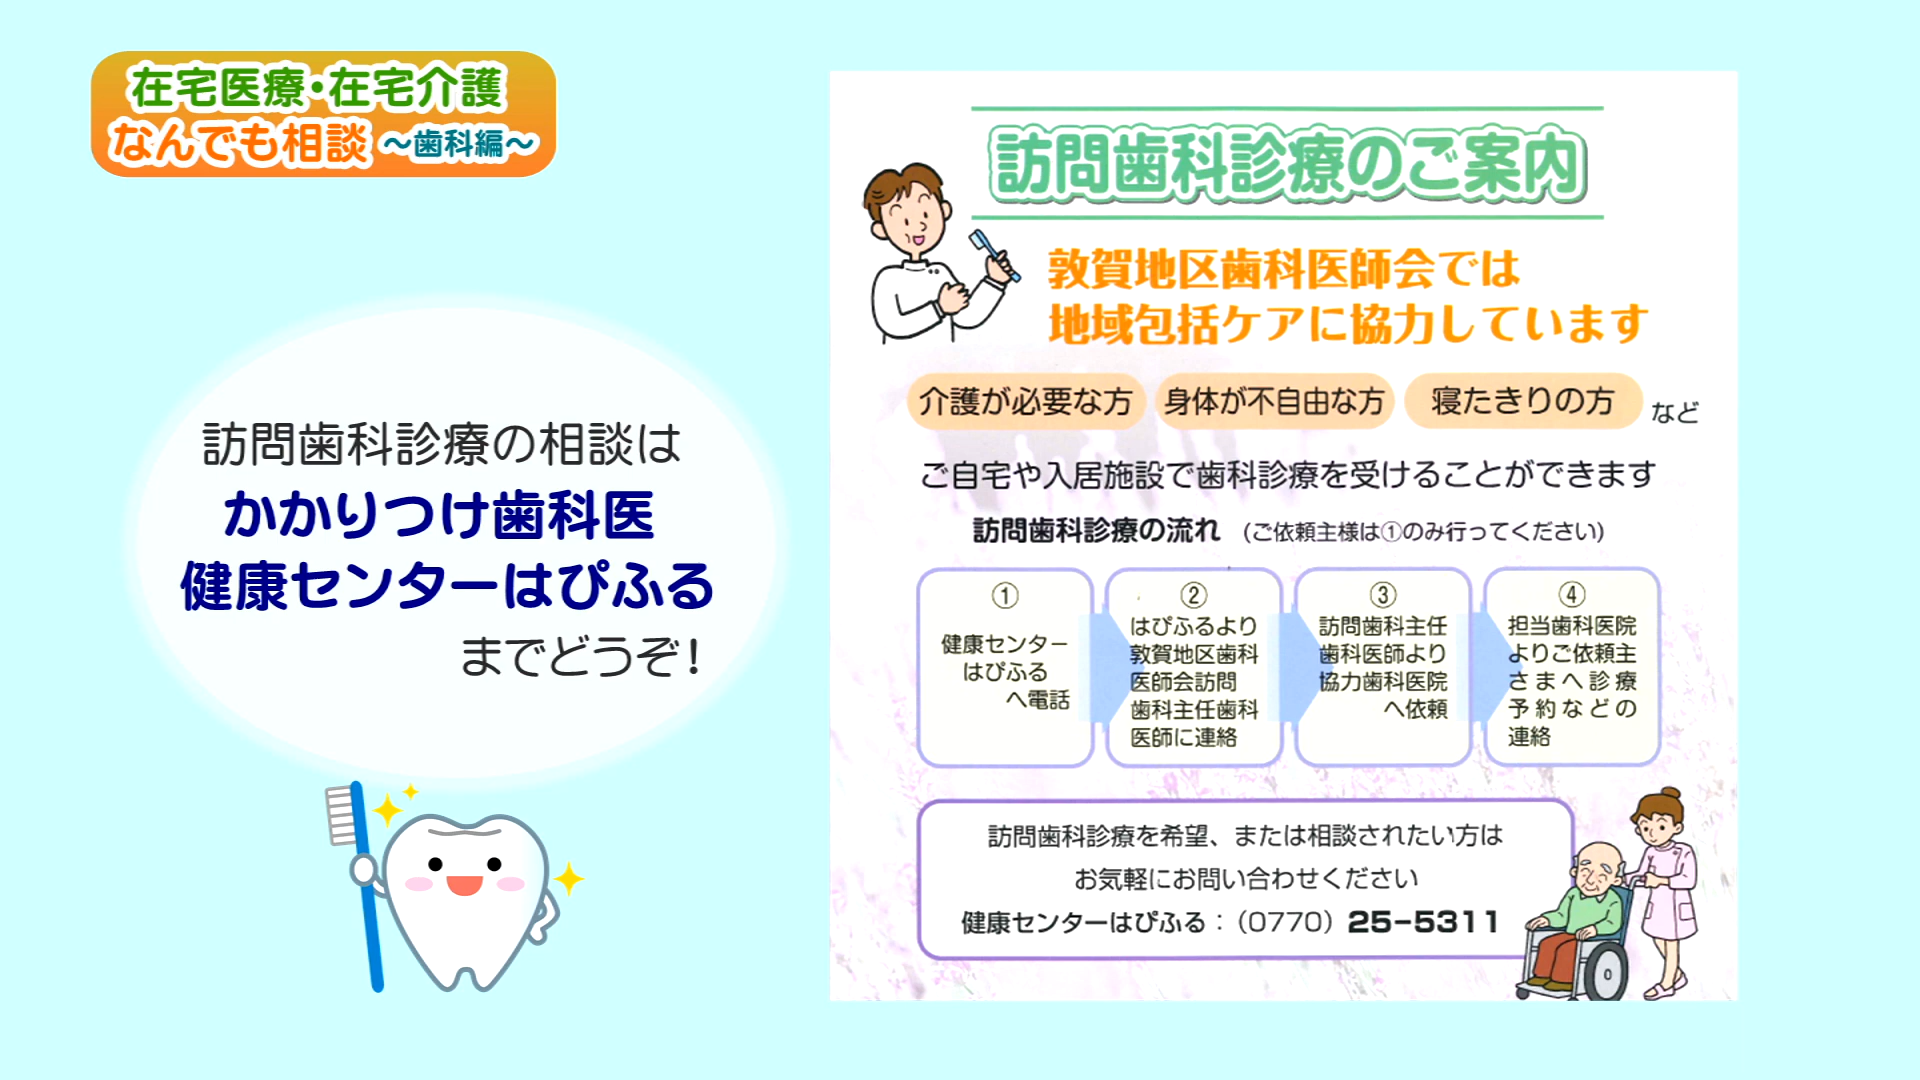 在宅医療・在宅介護
なんでも相談 ～歯科編～
訪問歯科診療の相談は
かかりつけ歯科医
健康センターはぴふる
までどうぞ！
訪問歯科診療のご案内
敦賀地区歯科医師会では
地域包括ケアに協力しています
介護が必要な方 身体が不自由な方 寝たきりの方 など
ご自宅や入居施設で歯科診療を受けることができます
訪問歯科診療の流れ (ご依頼主様は①のみ行ってください)
①
健康センター
はぴふる
へ電話
②
はぴふるより
敦賀地区歯科
医師会訪問
歯科主任歯科
医師に連絡
③
訪問歯科主任
歯科医師より
協力歯科医院
へ依頼
④
担当歯科医院
よりご依頼主
さまへ診療
予約などの
連絡
訪問歯科診療を希望、または相談されたい方は
お気軽にお問い合わせください
健康センターはぴふる：（0770）25−5311